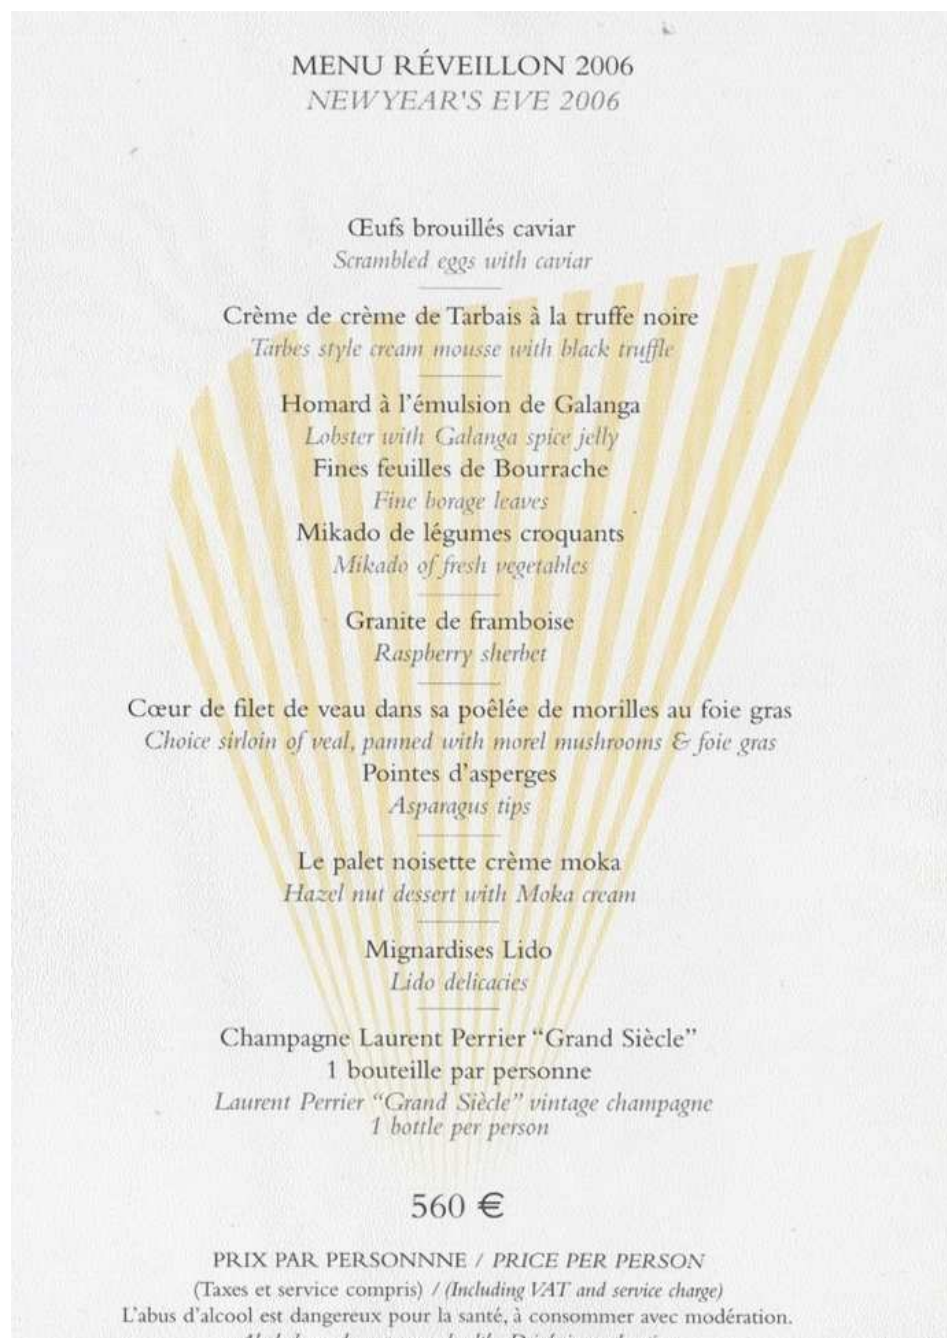 MENU RÉVEILLON 2006
NEW YEAR'S EVE 2006
Œufs brouillés caviar
Scrambled eggs with caviar
Crème de crème de Tarbais à la truffe noire
Tarbes style cream mousse with black truffle
Homard à l'émulsion de Galanga
Lobster with Galanga spice jelly
Fines feuilles de Bourrache
Fine borage leaves
Mikado de légumes croquants
Mikado of fresh vegetables
Granite de framboise
Raspberry sherbet
Cœur de filet de veau dans sa poêlée de morilles au foie gras
Choice sirloin of veal, panned with morel mushrooms & foie gras
Pointes d'asperges
Asparagus tips
Le palet noisette crème moka
Hazel nut dessert with Moka cream
Mignardises Lido
Lido delicacies
Champagne Laurent Perrier "Grand Siècle"
1 bouteille par personne
Laurent Perrier "Grand Siècle" vintage champagne
1 bottle per person
560 €
PRIX PAR PERSONNNE / PRICE PER PERSON
(Taxes et service compris) / (Including VAT and service charge)
L'abus d'alcool est dangereux pour la santé, à consommer avec modération.